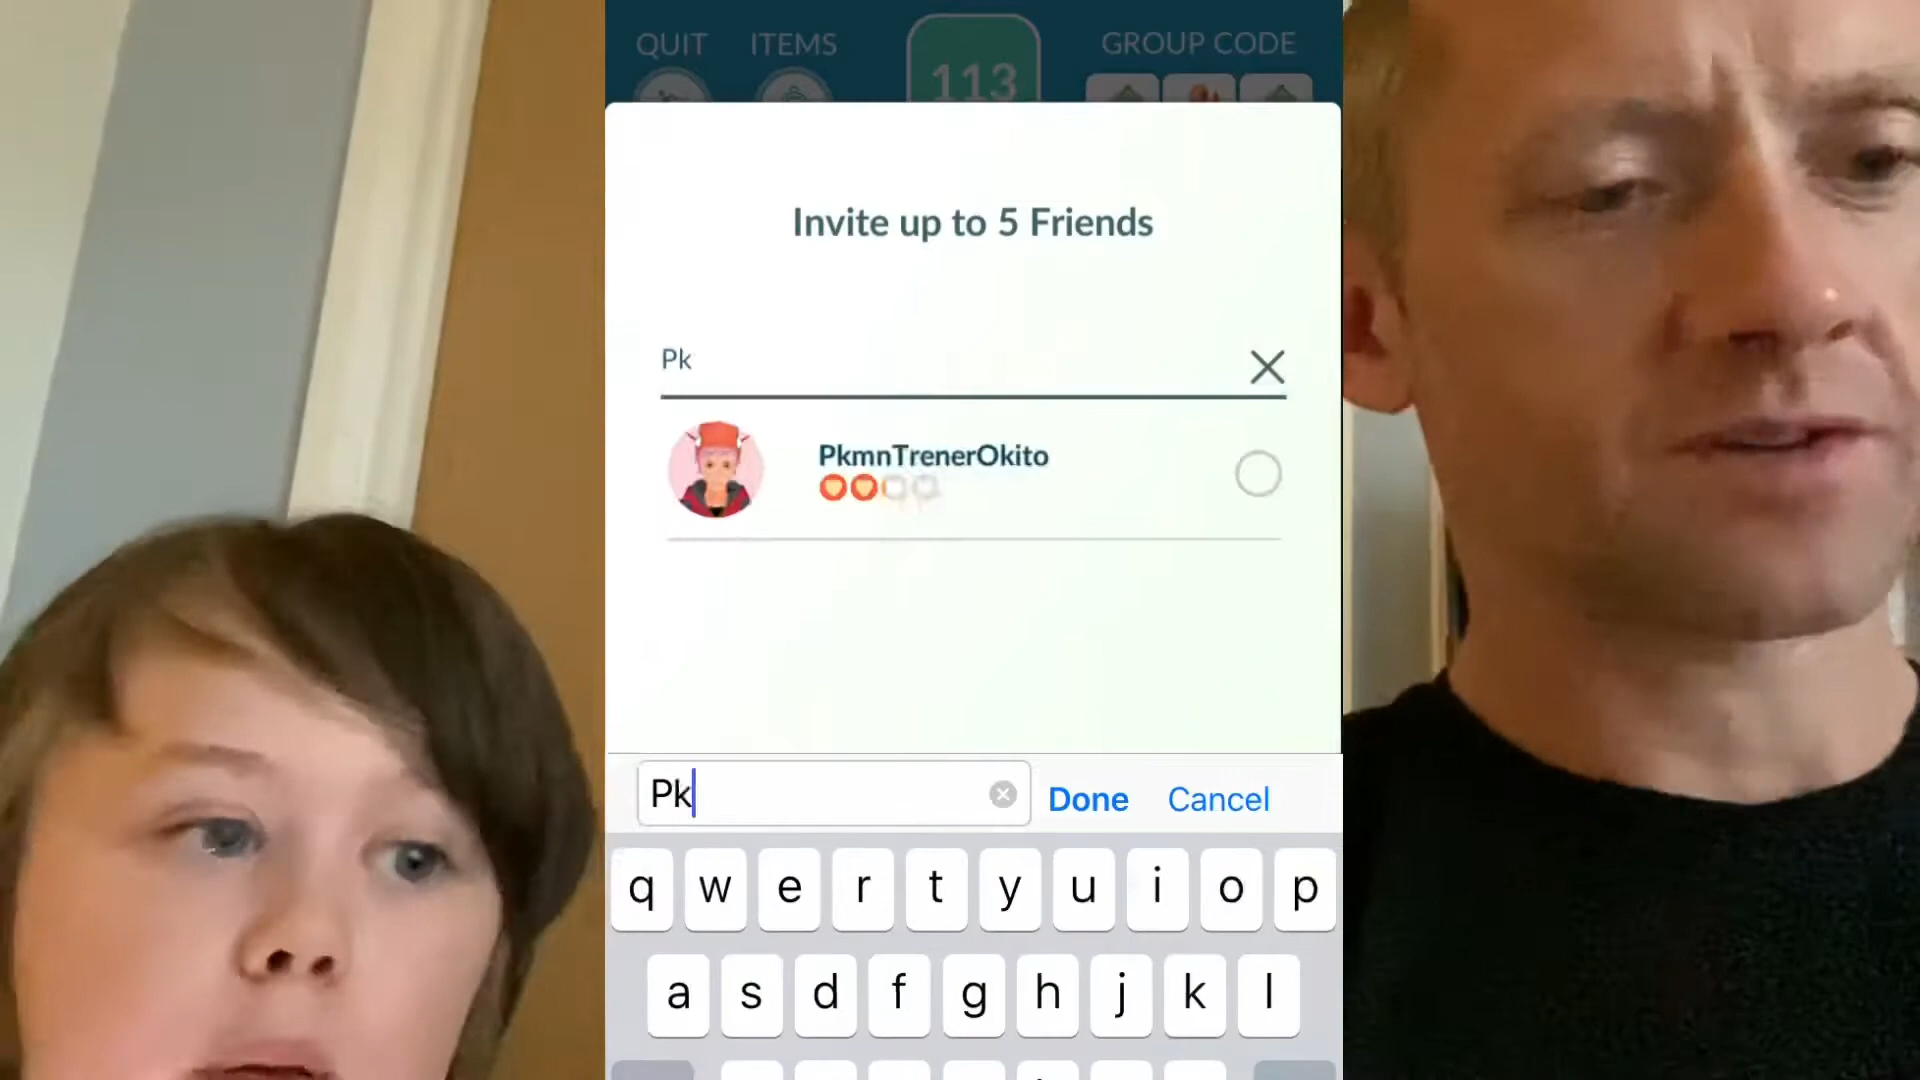 QUIT ITEMS 113 GROUP CODE
Invite up to 5 Friends
Pk
PkmnTrenerOkito
Pk Done Cancel
q w e r t y u i o p
a s d f g h j k l